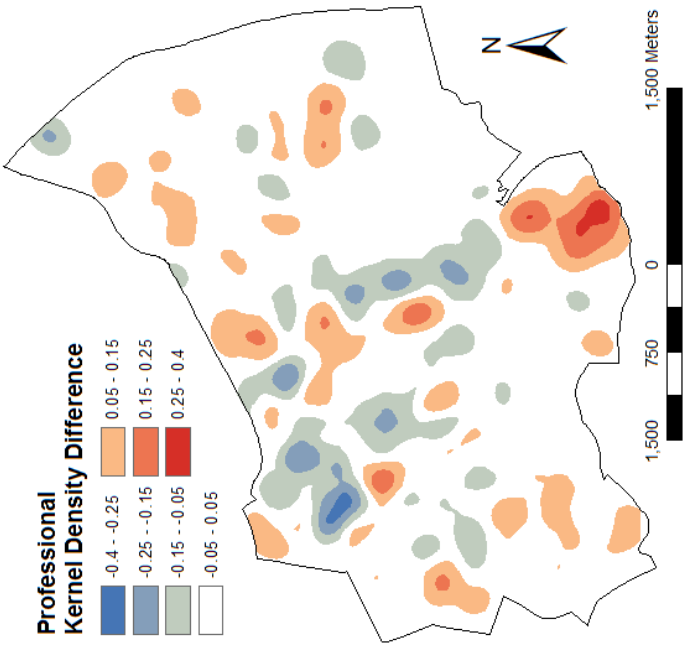 Professional
Kernel Density Difference
-0.4 - -0.25
-0.25 - -0.15
-0.15 - -0.05
-0.05 - 0.05
0.05 - 0.15
0.15 - 0.25
0.25 - 0.4
N
1,500 750 0 1,500 Meters